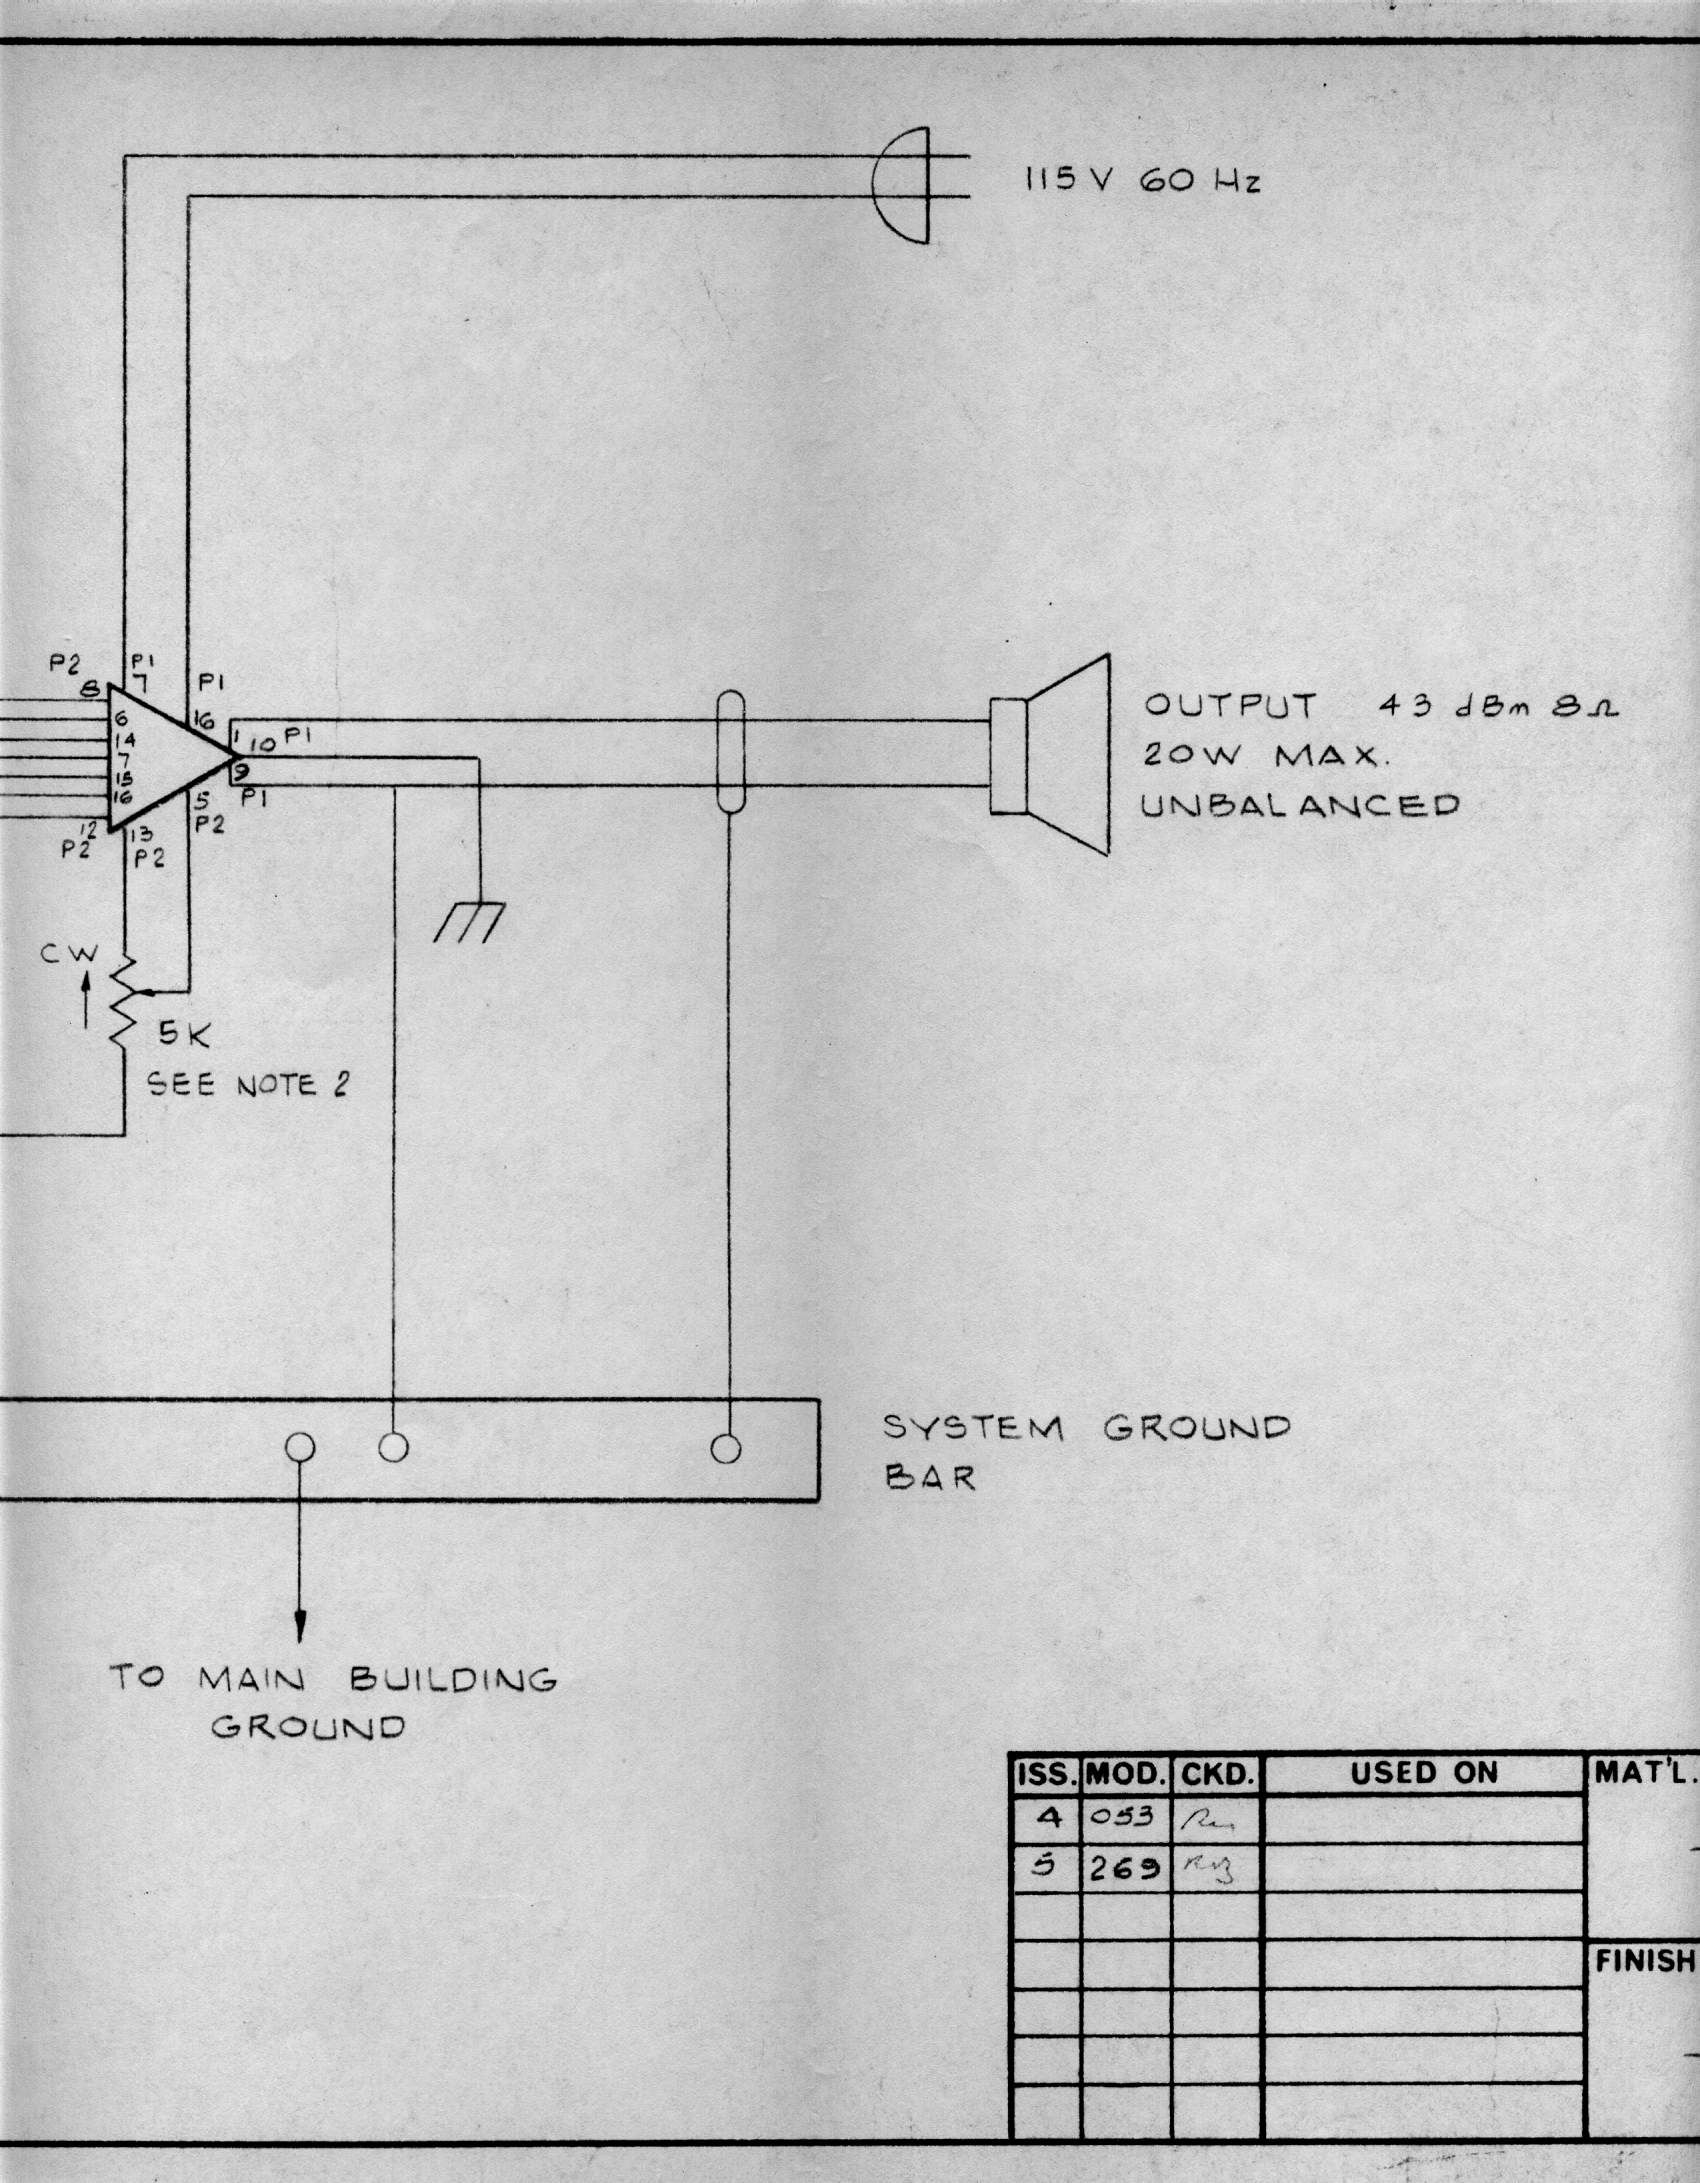 115 V 60 Hz
P2 P1
8 7 P1
6 16
14 1 10 P1
7
15 9
16 5 P1
12 13 P2
P2 P2
OUTPUT 43 dBm 8Ω
20W MAX.
UNBALANCED
CW
5K
SEE NOTE 2
SYSTEM GROUND
BAR
TO MAIN BUILDING
GROUND
ISS. MOD. CKD. USED ON MAT'L.
4 053
5 269
FINISH